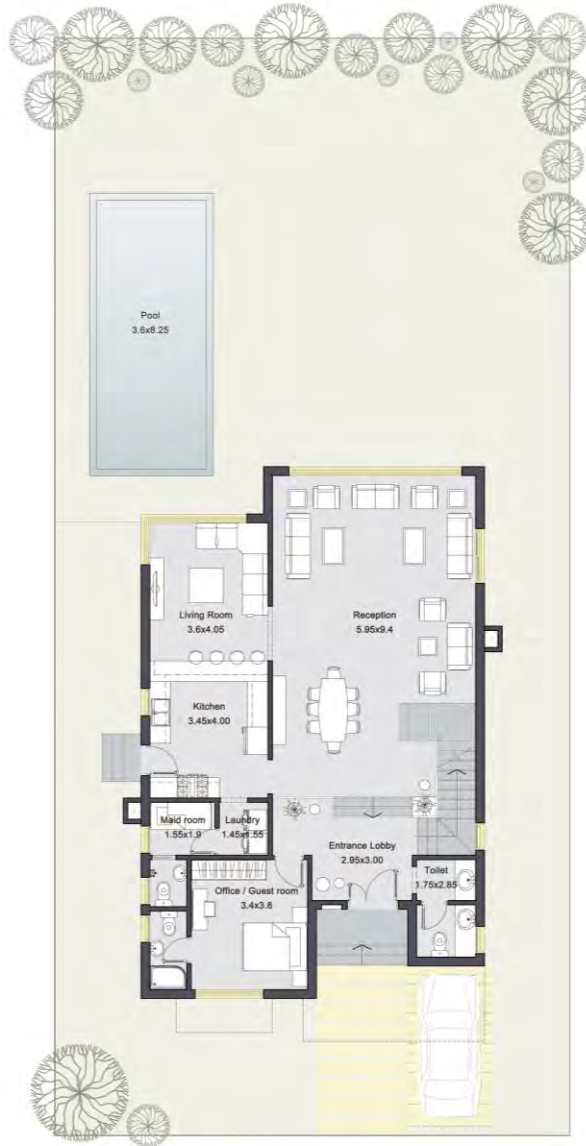 Pool
3.6x8.25
Living Room
3.6x4.05
Reception
5.95x9.4
Kitchen
3.45x4.00
Maid room
1.55x1.9
Laundry
1.45x1.55
Entrance Lobby
2.95x3.00
Toilet
1.75x2.85
Office / Guest room
3.4x3.8